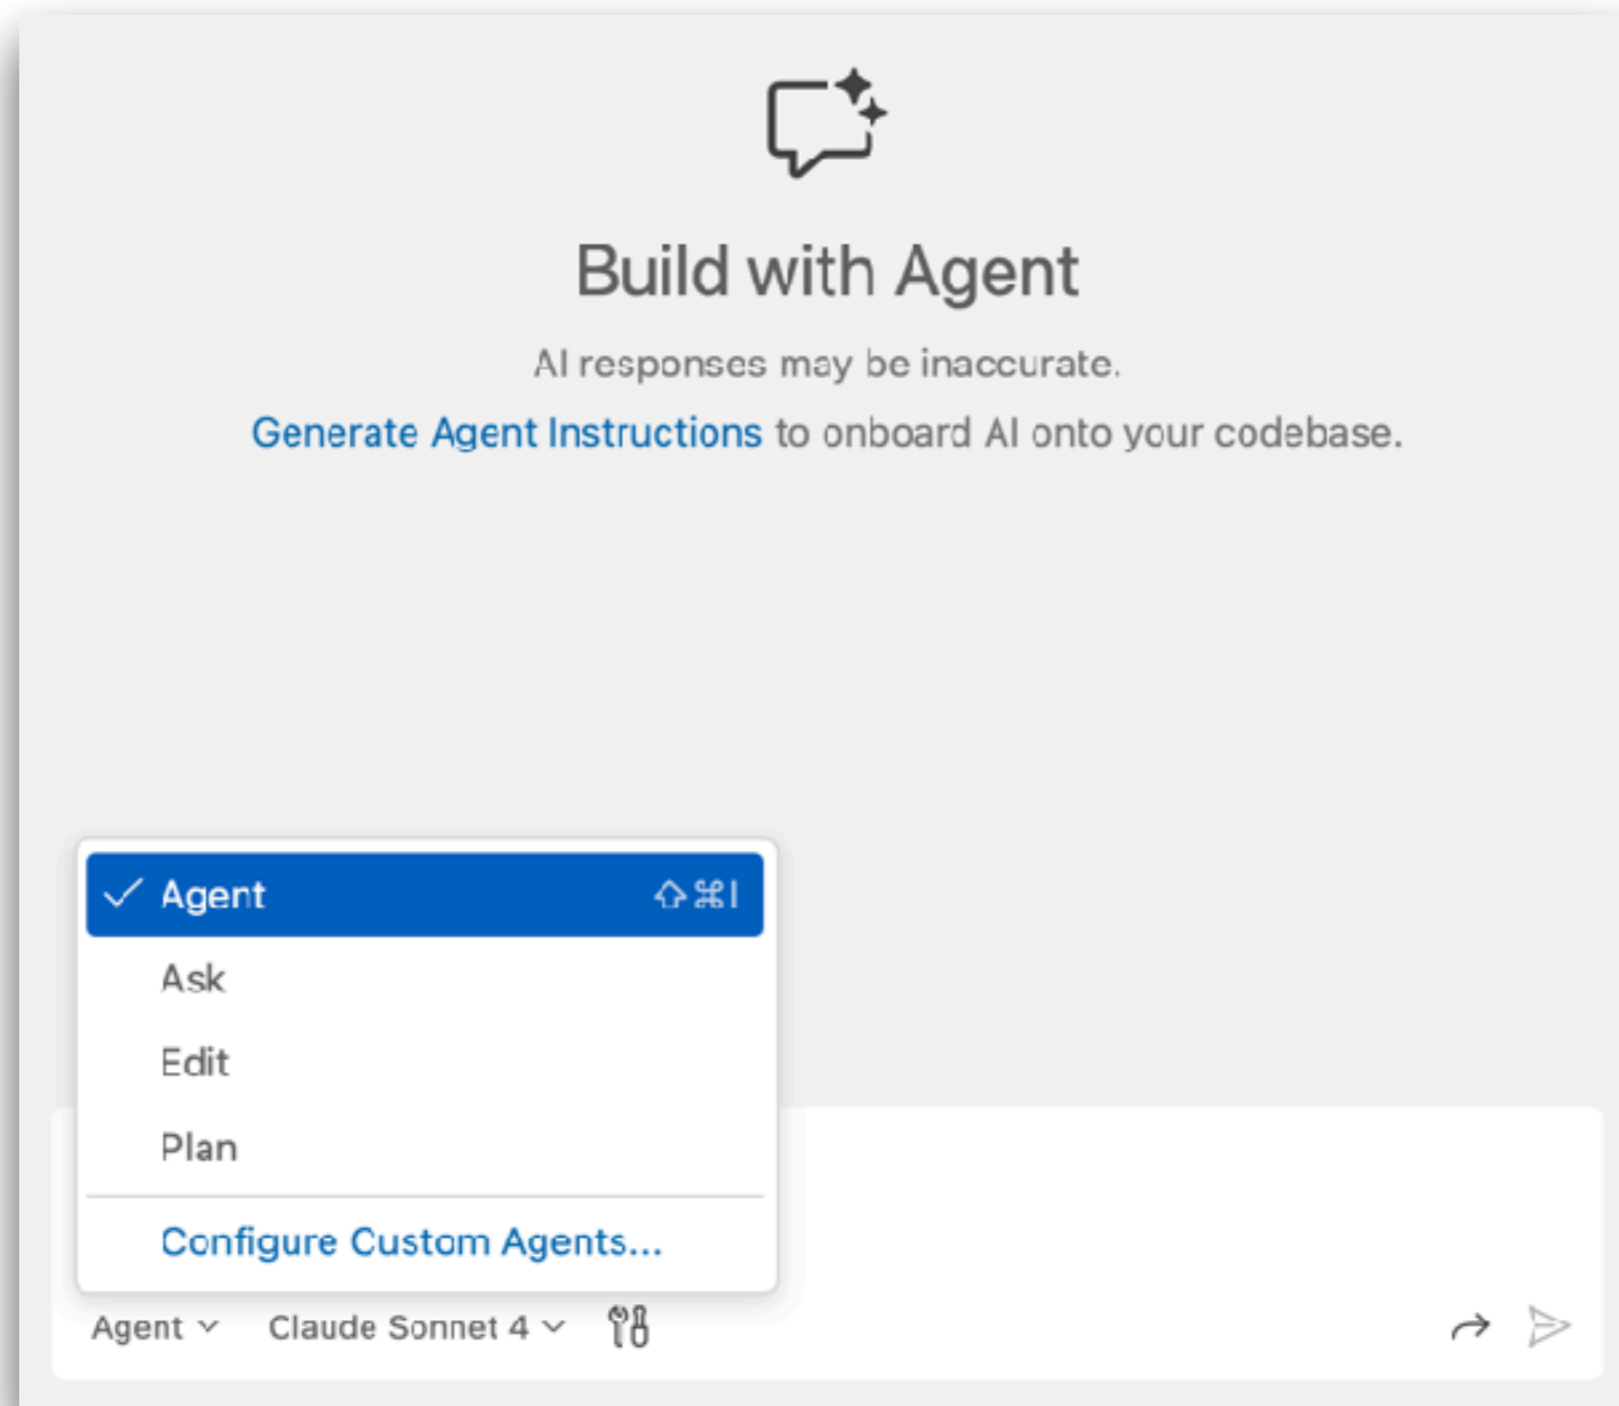 Build with Agent
AI responses may be inaccurate.
Generate Agent Instructions to onboard AI onto your codebase.
Agent ⇧⌘I
Ask
Edit
Plan
Configure Custom Agents...
Agent Claude Sonnet 4